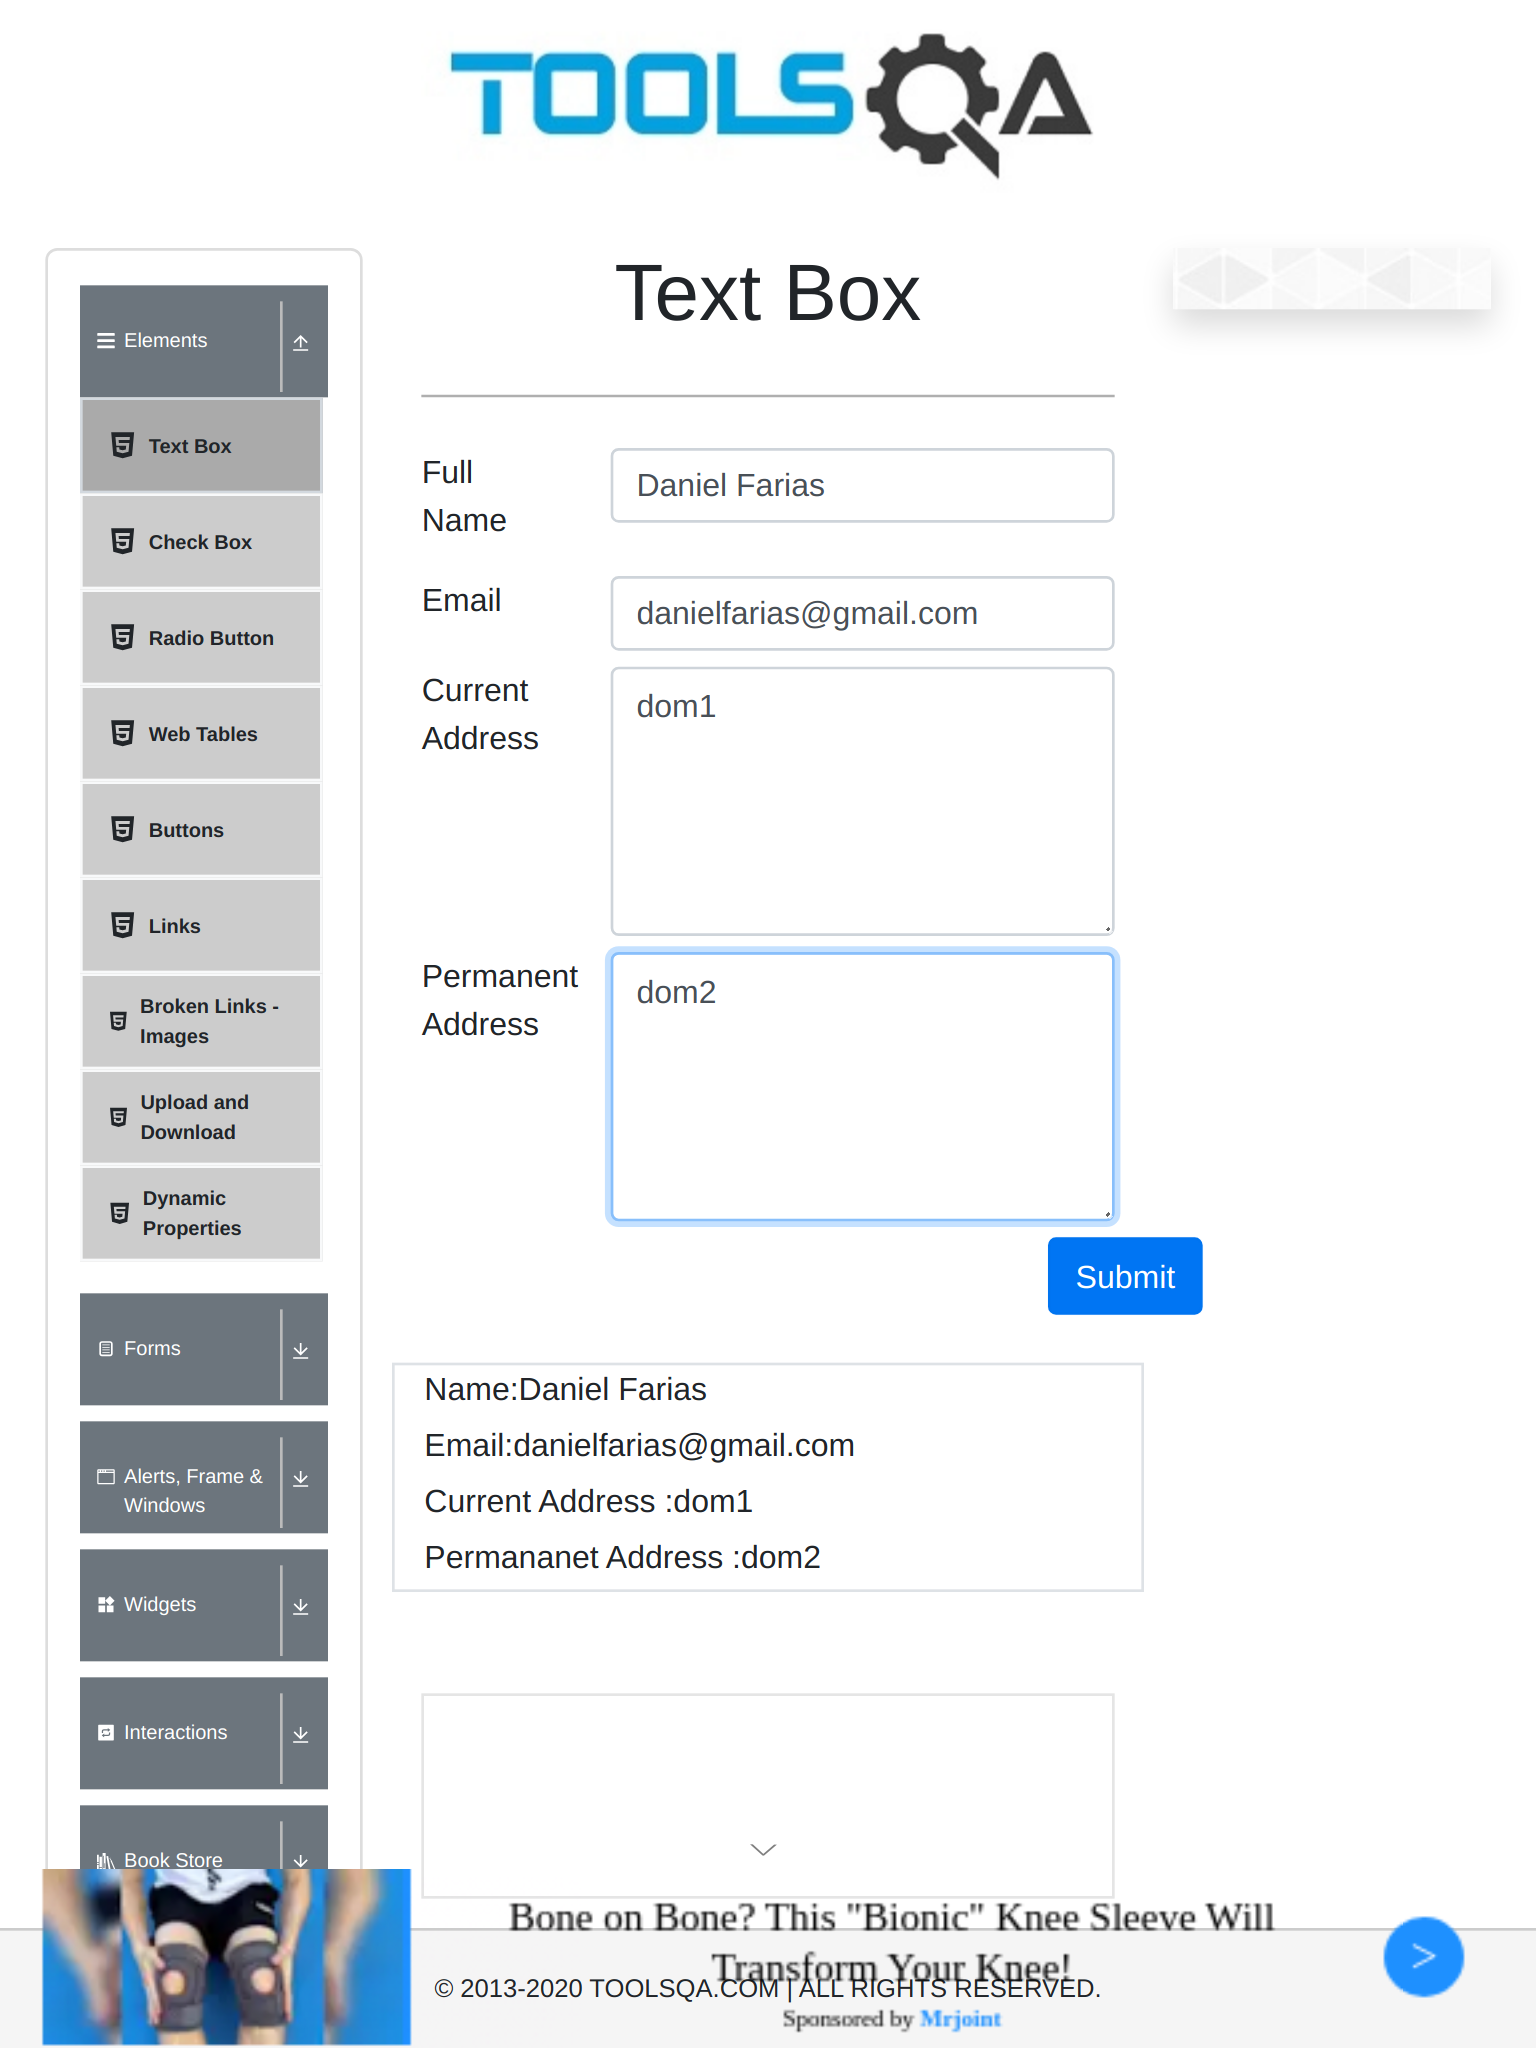 TOOLSQA
Elements
Text Box
Check Box
Radio Button
Web Tables
Buttons
Links
Broken Links -
Images
Upload and
Download
Dynamic
Properties
Forms
Alerts, Frame &
Windows
Widgets
Interactions
Book Store
Text Box
Full
Name
Daniel Farias
Email
danielfarias@gmail.com
Current
Address
dom1
Permanent
Address
dom2
Submit
Name:Daniel Farias
Email:danielfarias@gmail.com
Current Address :dom1
Permananet Address :dom2
Bone on Bone? This "Bionic" Knee Sleeve Will
Transform Your Knee!
© 2013-2020 TOOLSQA.COM | ALL RIGHTS RESERVED.
Sponsored by Mrjoint